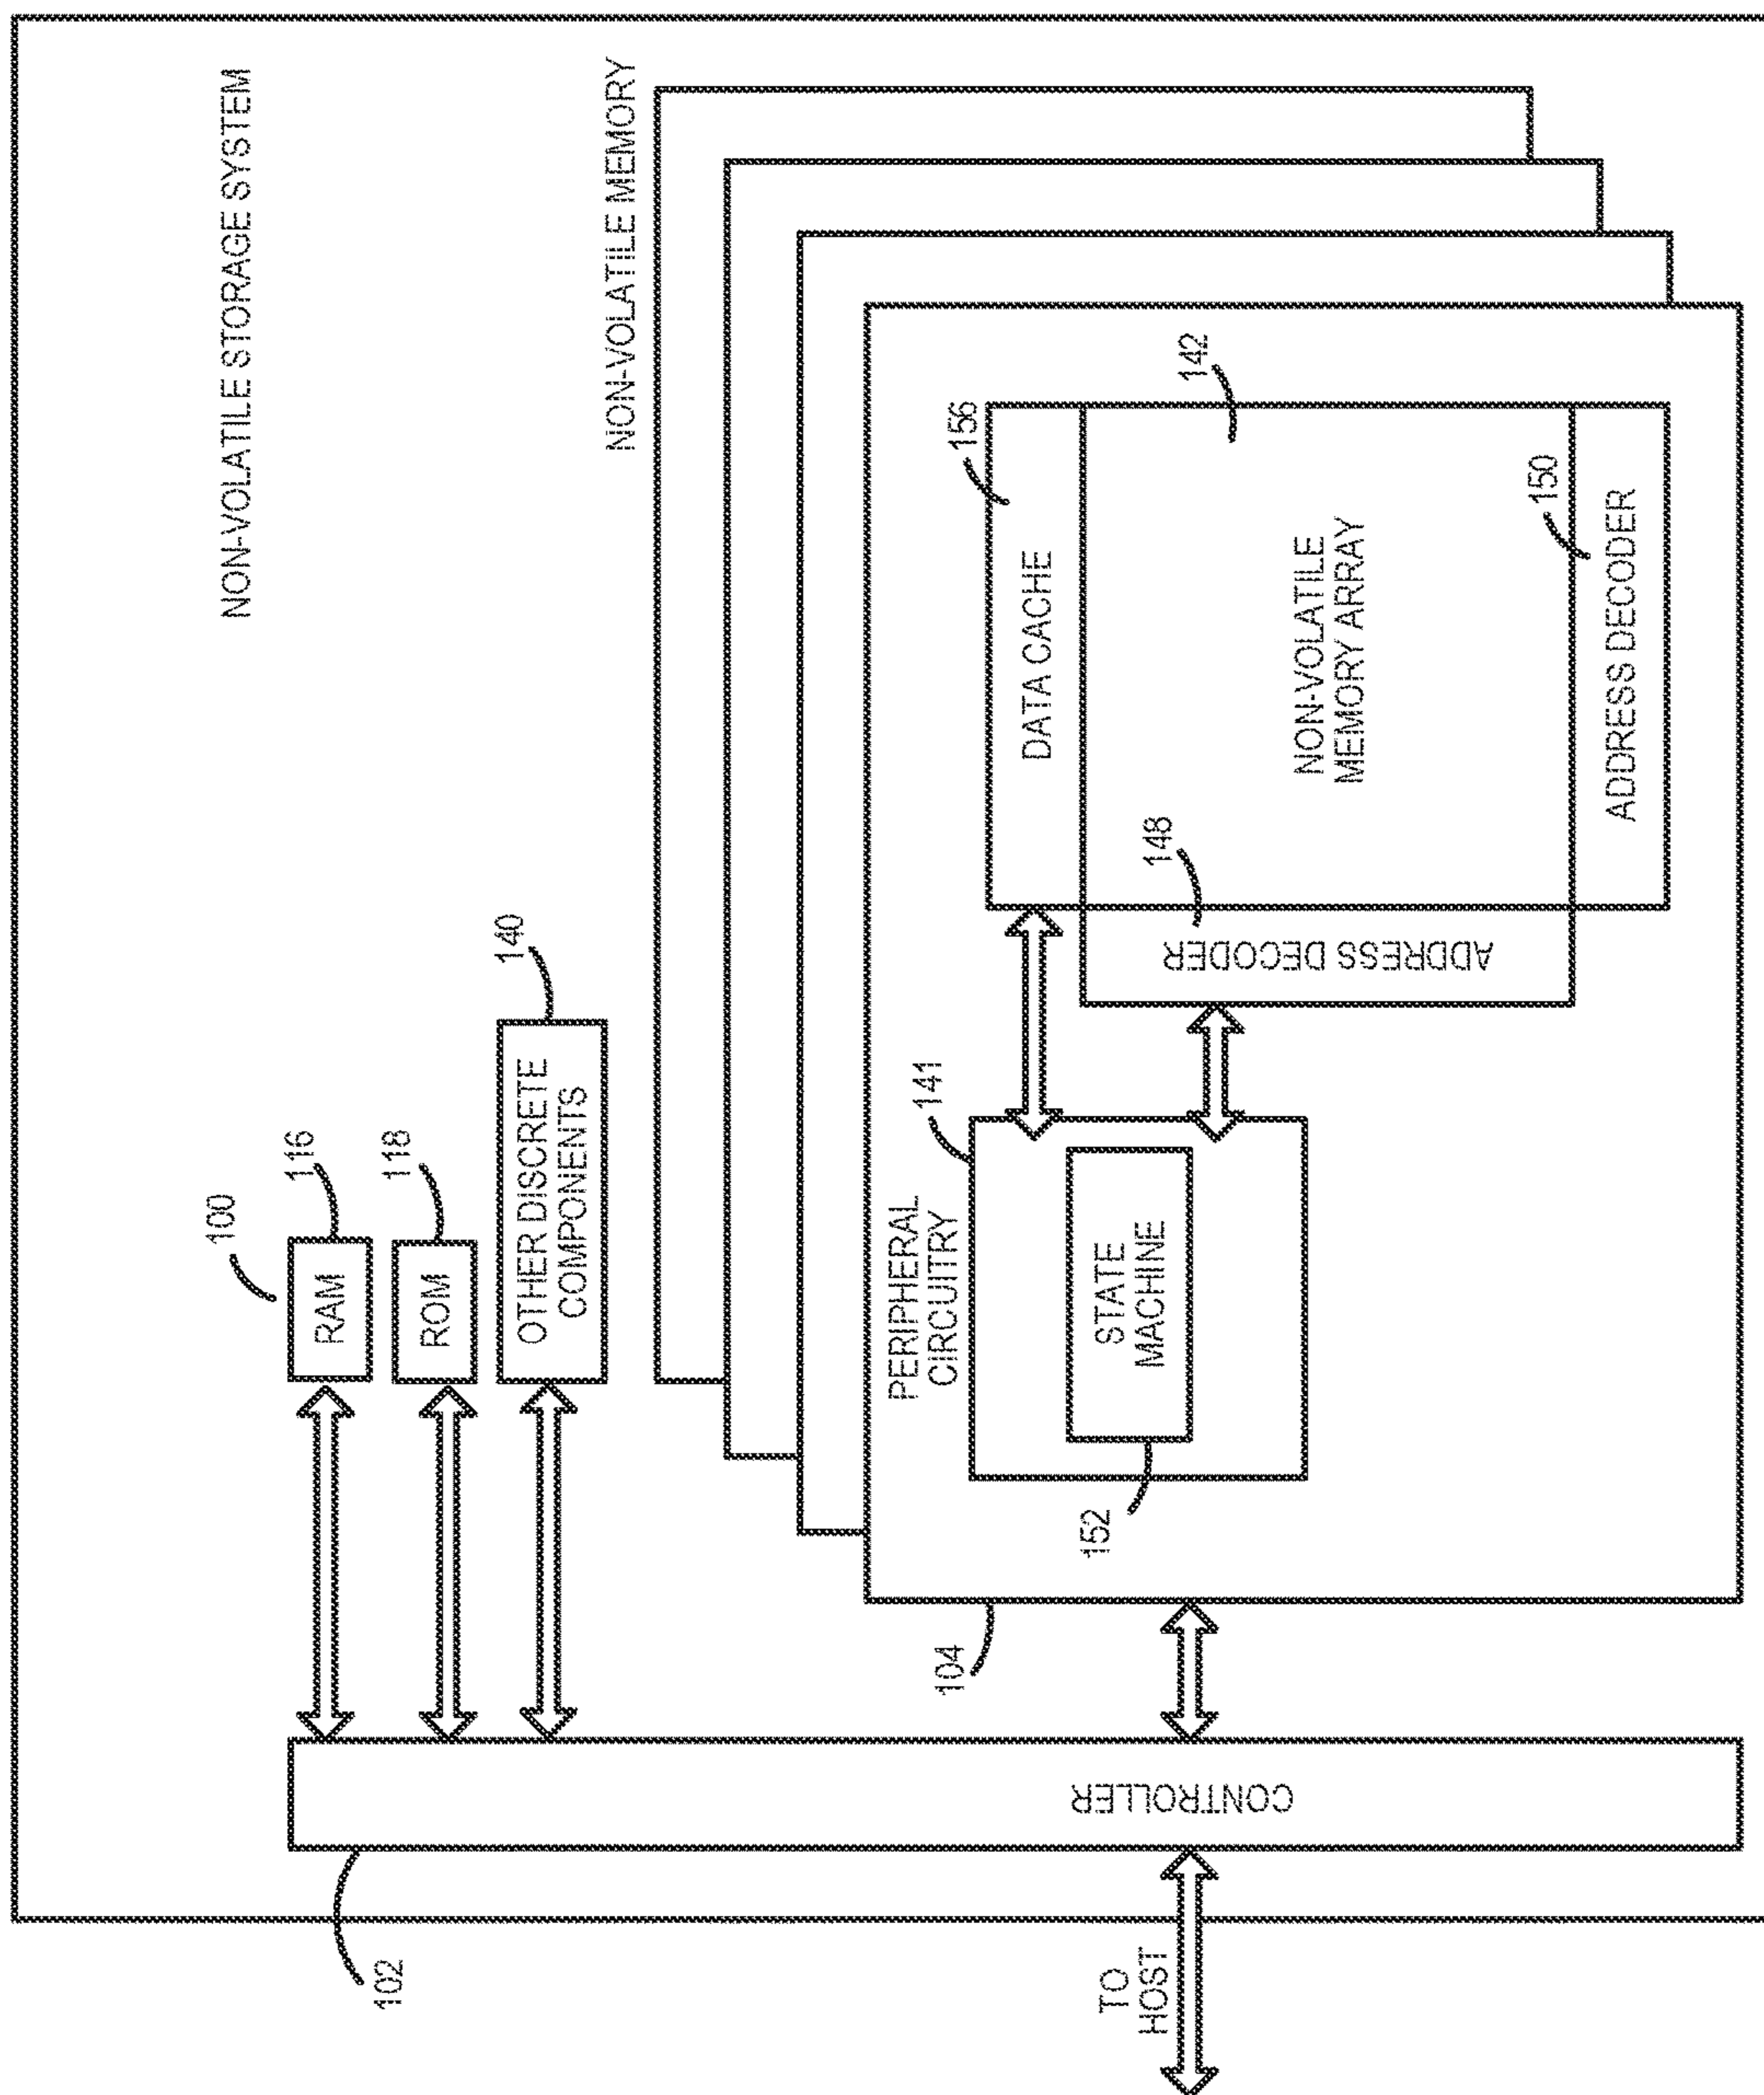 NON-VOLATILE STORAGE SYSTEM
100
116
RAM
118
ROM
140
OTHER DISCRETE
COMPONENTS
NON-VOLATILE MEMORY
102
CONTROLLER
TO
HOST
104
PERIPHERAL
CIRCUITRY
141
STATE
MACHINE
152
156
DATA CACHE
148
ADDRESS DECODER
142
NON-VOLATILE
MEMORY ARRAY
150
ADDRESS DECODER